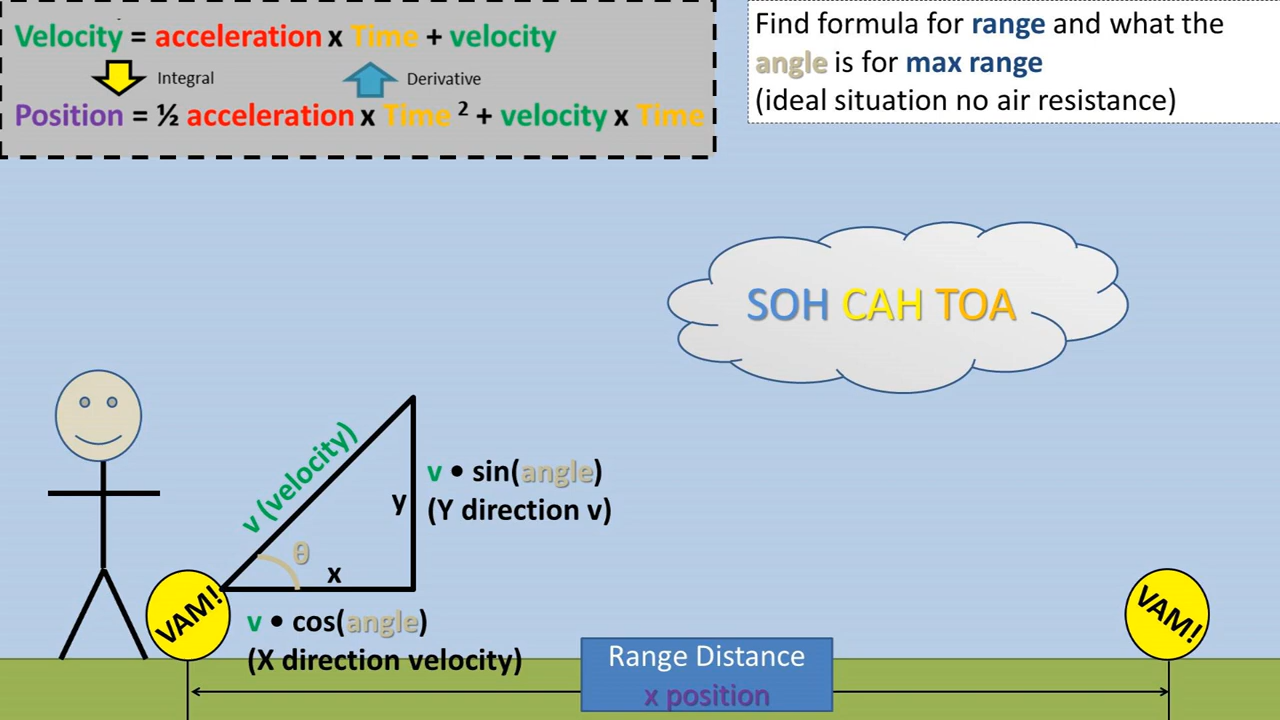 Velocity = acceleration x Time + velocity
Integral
Derivative
Position = ½ acceleration x Time ² + velocity x Time
Find formula for range and what the
angle is for max range
(ideal situation no air resistance)
SOH CAH TOA
v (velocity)
y
v • sin(angle)
(Y direction v)
θ
x
VAM!
v • cos(angle)
(X direction velocity)
VAM!
Range Distance
x position